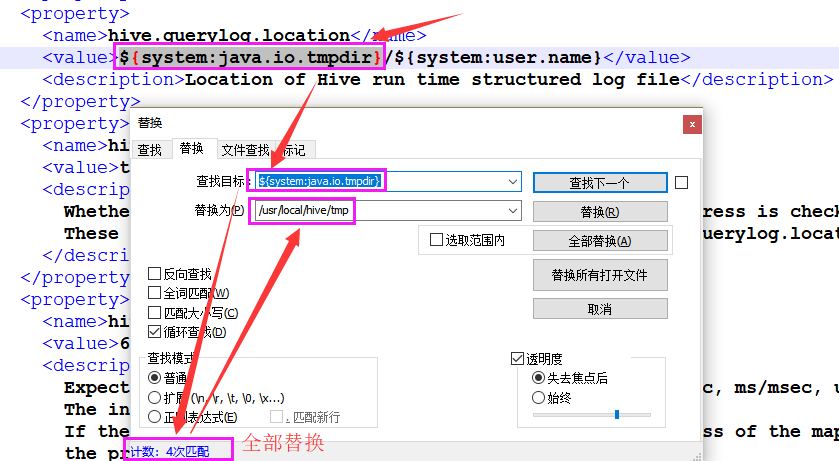 <property>
<name>hive.querylog.location</name>
<value>${system:java.io.tmpdir}/${system:user.name}</value>
<description>Location of Hive run time structured log file</description>
</property>
<property>
<name>hi
<value>t
<descrip
Whethe
ress is check
These
uerylog.locat
</descri
</property>
<property>
<name>hi
<value>6
<descrip
Expect
c, ms/msec, u
The in
If the
ss of the map
the pr
替换
x
查找
替换
文件查找
标记
查找目标:
${system:java.io.tmpdir}
查找下一个
替换为(P)
/usr/local/hive/tmp
替换(R)
选取范围内
全部替换(A)
替换所有打开文件
取消
反向查找
全词匹配(W)
匹配大小写(C)
循环查找(D)
查找模式
普通
扩展 (\n, \r, \t, \0, \x...)
正则表达式(E)
. 匹配新行
透明度
失去焦点后
始终
计数: 4次匹配
全部替换